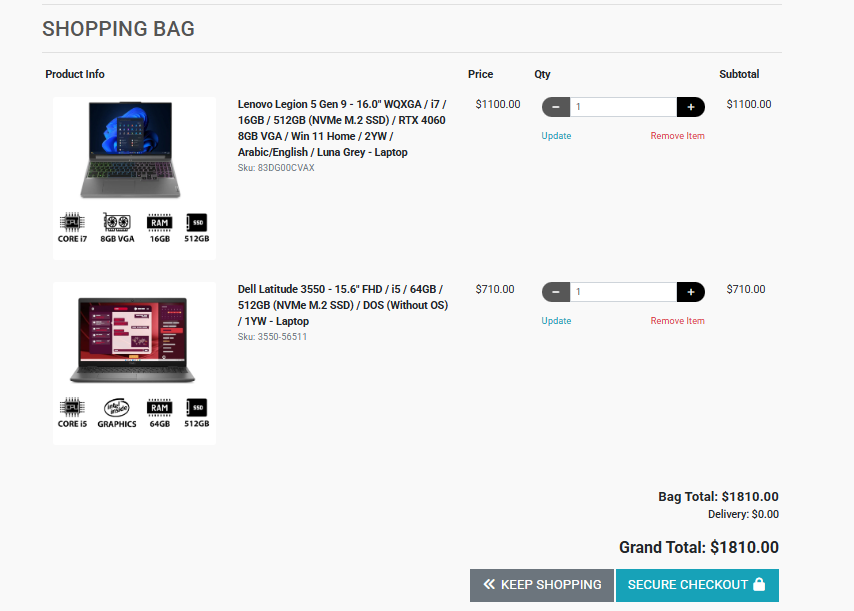 SHOPPING BAG
Product Info Price Qty Subtotal
Lenovo Legion 5 Gen 9 - 16.0" WQXGA / i7 /
16GB / 512GB (NVMe M.2 SSD) / RTX 4060
8GB VGA / Win 11 Home / 2YW /
Arabic/English / Luna Grey - Laptop
Sku: 83DG00CVAX
$1100.00
− 1 +
Update Remove Item
$1100.00
CPU RAM SSD
CORE i7 8GB VGA 16GB 512GB
Dell Latitude 3550 - 15.6" FHD / i5 / 64GB /
512GB (NVMe M.2 SSD) / DOS (Without OS)
/ 1YW - Laptop
Sku: 3550-56511
$710.00
− 1 +
Update Remove Item
$710.00
CPU intel inside RAM SSD
CORE i5 GRAPHICS 64GB 512GB
Bag Total: $1810.00
Delivery: $0.00
Grand Total: $1810.00
KEEP SHOPPING
SECURE CHECKOUT